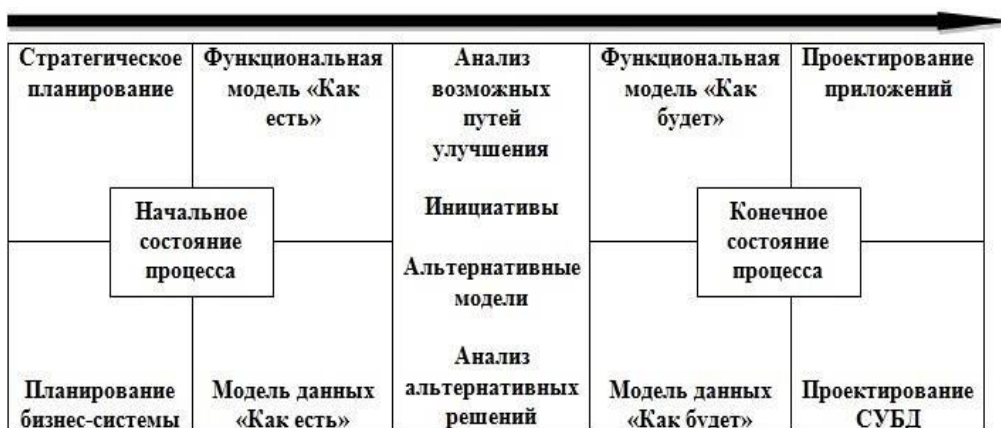 Стратегическое
планирование
Функциональная
модель «Как
есть»
Анализ
возможных
путей
улучшения
Функциональная
модель «Как
будет»
Проектирование
приложений
Начальное
состояние
процесса
Инициативы
Альтернативные
модели
Конечное
состояние
процесса
Планирование
бизнес-системы
Модель данных
«Как есть»
Анализ
альтернативных
решений
Модель данных
«Как будет»
Проектирование
СУБД